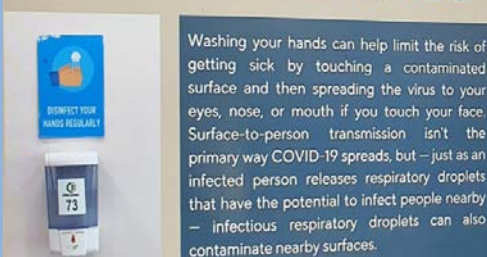 DISINFECT YOUR
HANDS REGULARLY
73
Washing your hands can help limit the risk of
getting sick by touching a contaminated
surface and then spreading the virus to your
eyes, nose, or mouth if you touch your face.
Surface-to-person transmission isn't the
primary way COVID-19 spreads, but – just as an
infected person releases respiratory droplets
that have the potential to infect people nearby
– infectious respiratory droplets can also
contaminate nearby surfaces.